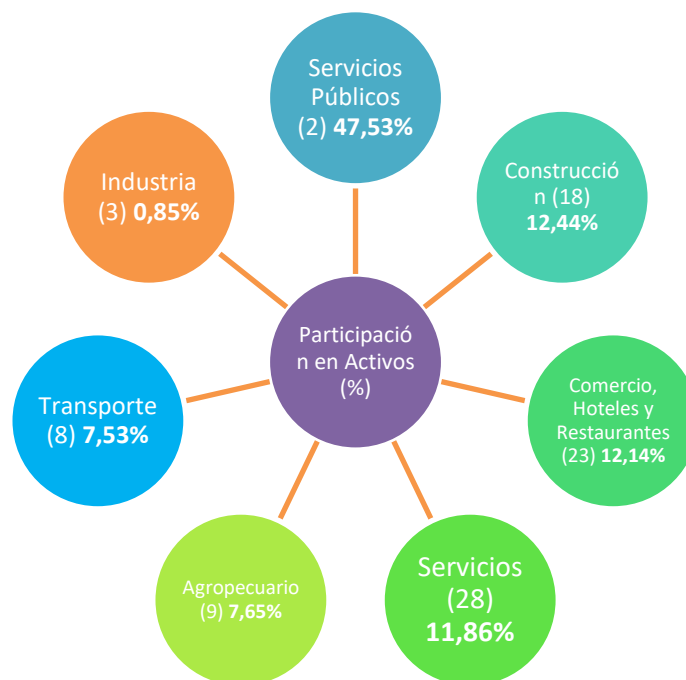 Servicios
Públicos
(2) 47,53%
Construcció
n (18)
12,44%
Comercio,
Hoteles y
Restaurantes
(23) 12,14%
Servicios
(28)
11,86%
Agropecuario
(9) 7,65%
Transporte
(8) 7,53%
Industria
(3) 0,85%
Participació
n en Activos
(%)